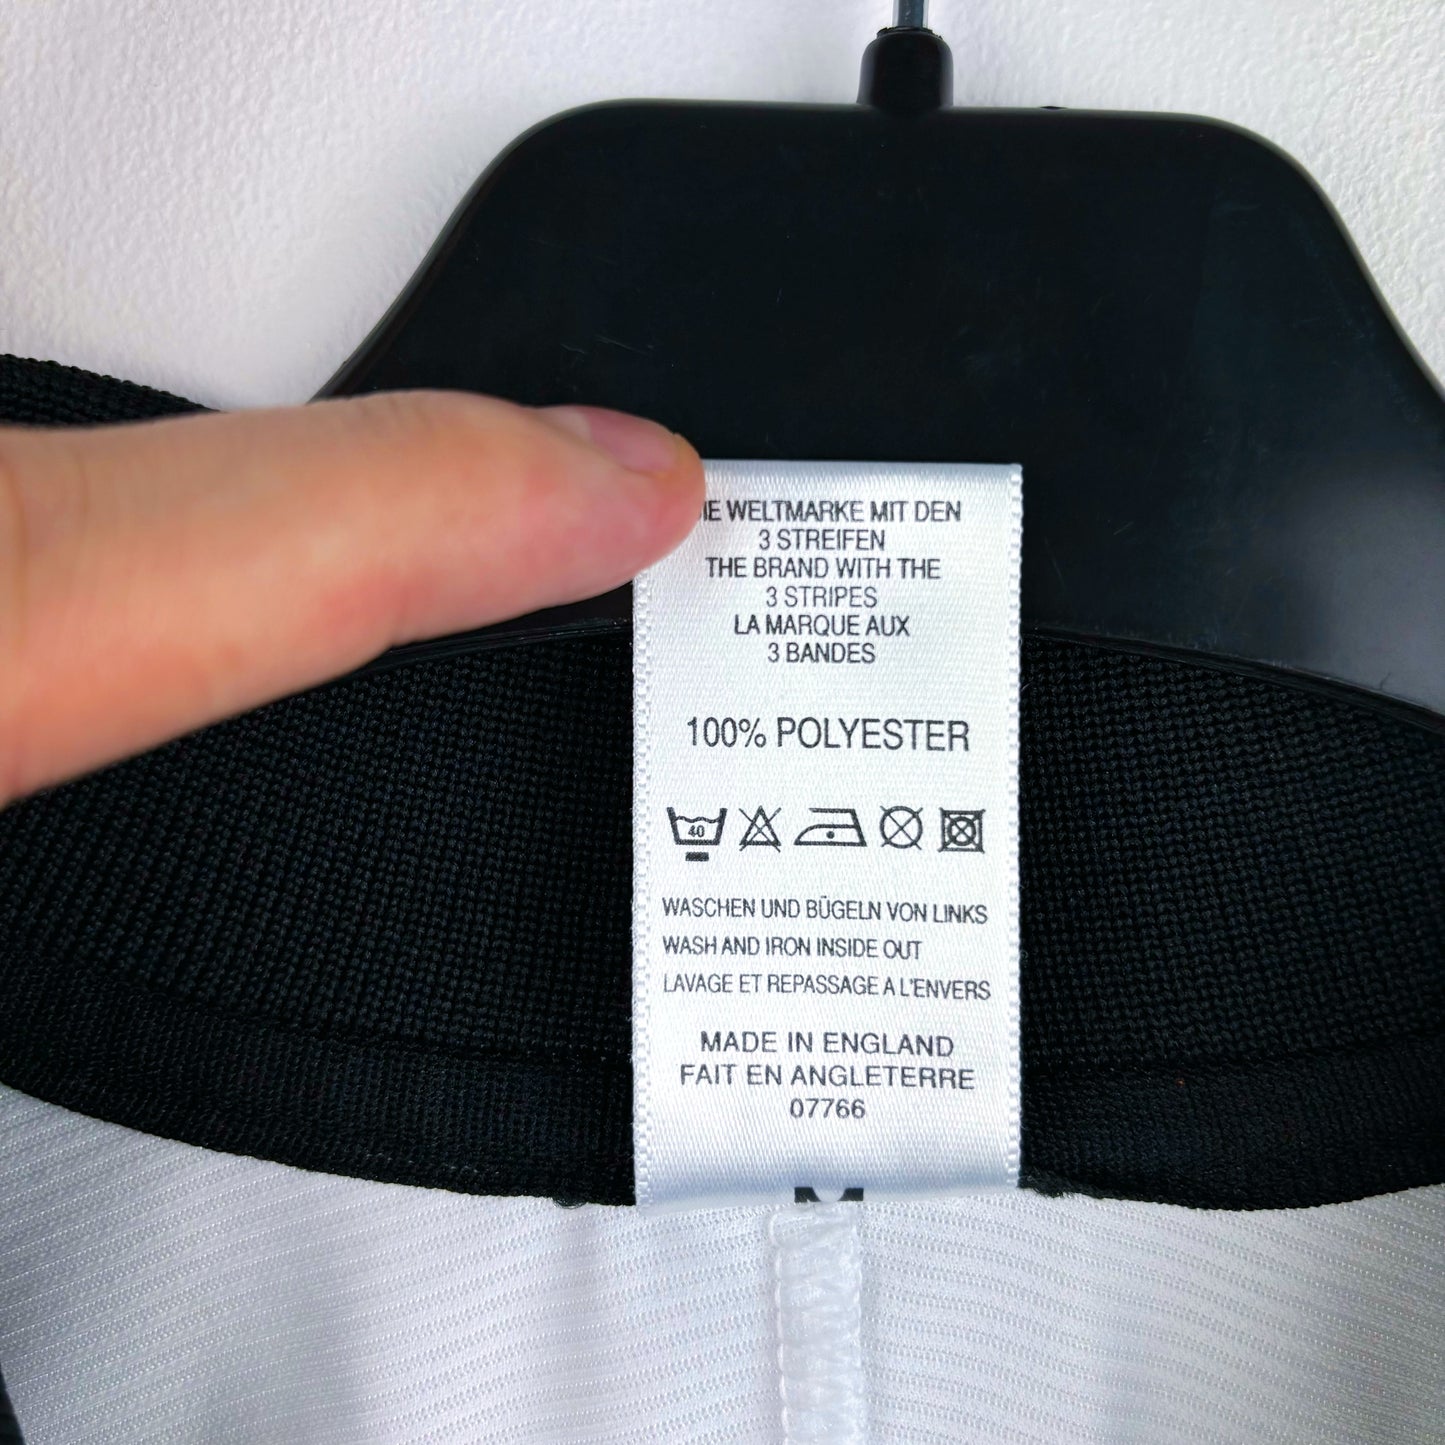 WELTMARKE MIT DEN
3 STREIFEN
THE BRAND WITH THE
3 STRIPES
LA MARQUE AUX
3 BANDES
100% POLYESTER
40
WASCHEN UND BÜGELN VON LINKS
WASH AND IRON INSIDE OUT
LAVAGE ET REPASSAGE A L'ENVERS
MADE IN ENGLAND
FAIT EN ANGLETERRE
07766